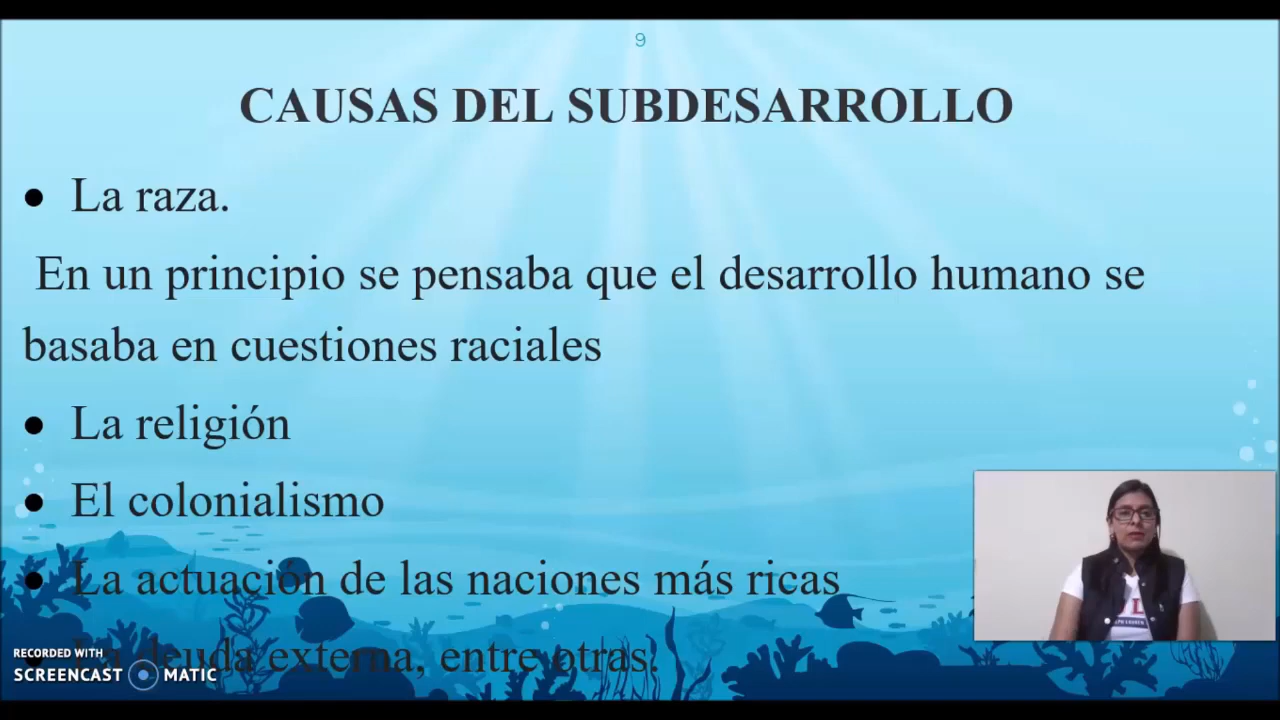 9
CAUSAS DEL SUBDESARROLLO
• La raza.
En un principio se pensaba que el desarrollo humano se
basaba en cuestiones raciales
• La religión
• El colonialismo
• La actuación de las naciones más ricas
• La deuda externa, entre otras.
RECORDED WITH
SCREENCAST MATIC